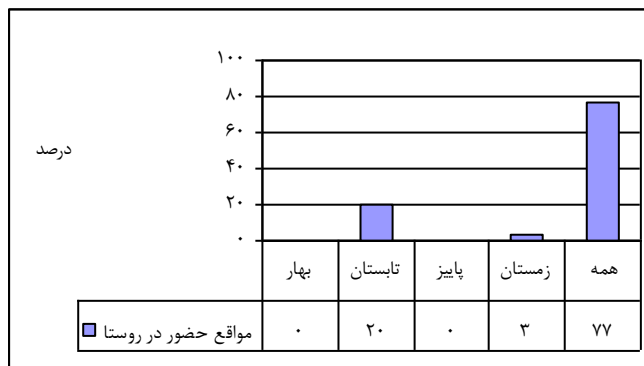 ۱۰۰
۸۰
۶۰
۴۰
۲۰
۰
درصد
بهار تابستان پاییز زمستان همه
مواقع حضور در روستا ۰ ۲۰ ۰ ۳ ۷۷